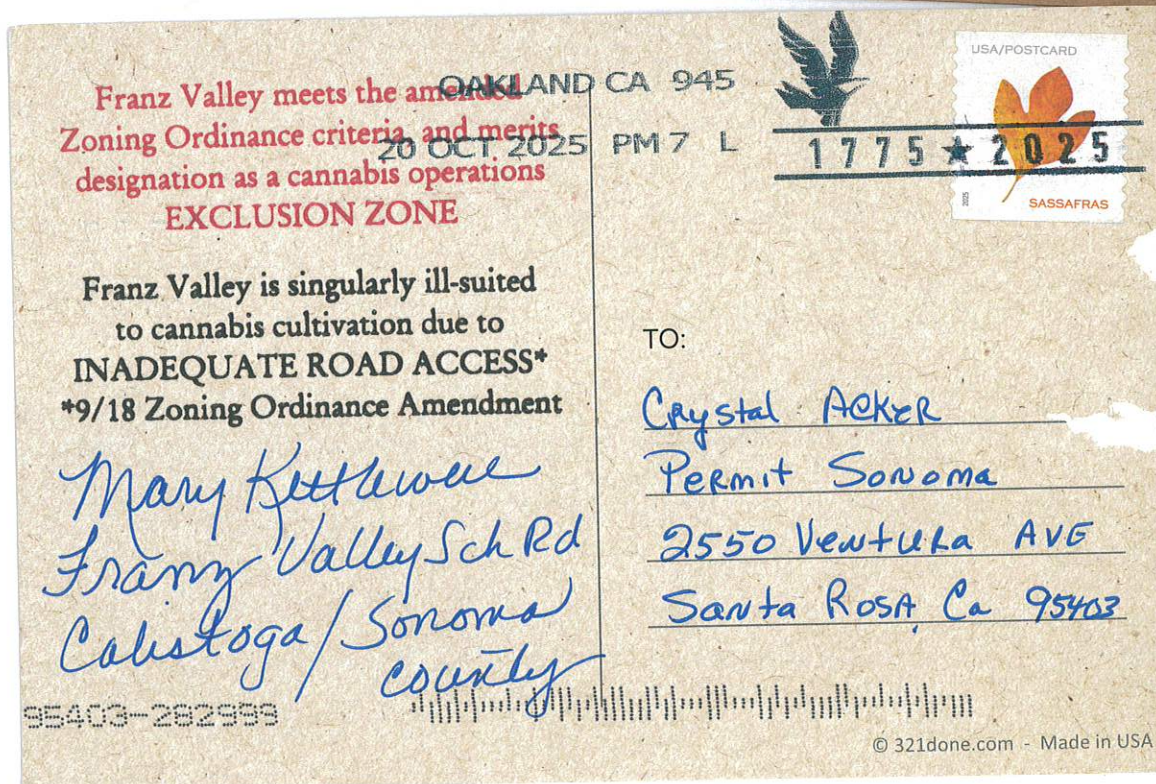 Franz Valley meets the amended
Zoning Ordinance criteria, and merits
designation as a cannabis operations
EXCLUSION ZONE
Franz Valley is singularly ill-suited
to cannabis cultivation due to
INADEQUATE ROAD ACCESS*
*9/18 Zoning Ordinance Amendment
Mary
Franz Valley Sch Rd
Calistoga / Sonoma
County
95403-282999
OAKLAND CA 945
20 OCT 2025 PM 7 L
1775 ★ 2025
USA/POSTCARD
2025
SASSAFRAS
TO:
Crystal Acker
Permit Sonoma
2550 Ventura AVE
Santa Rosa, Ca 95403
© 321done.com - Made in USA